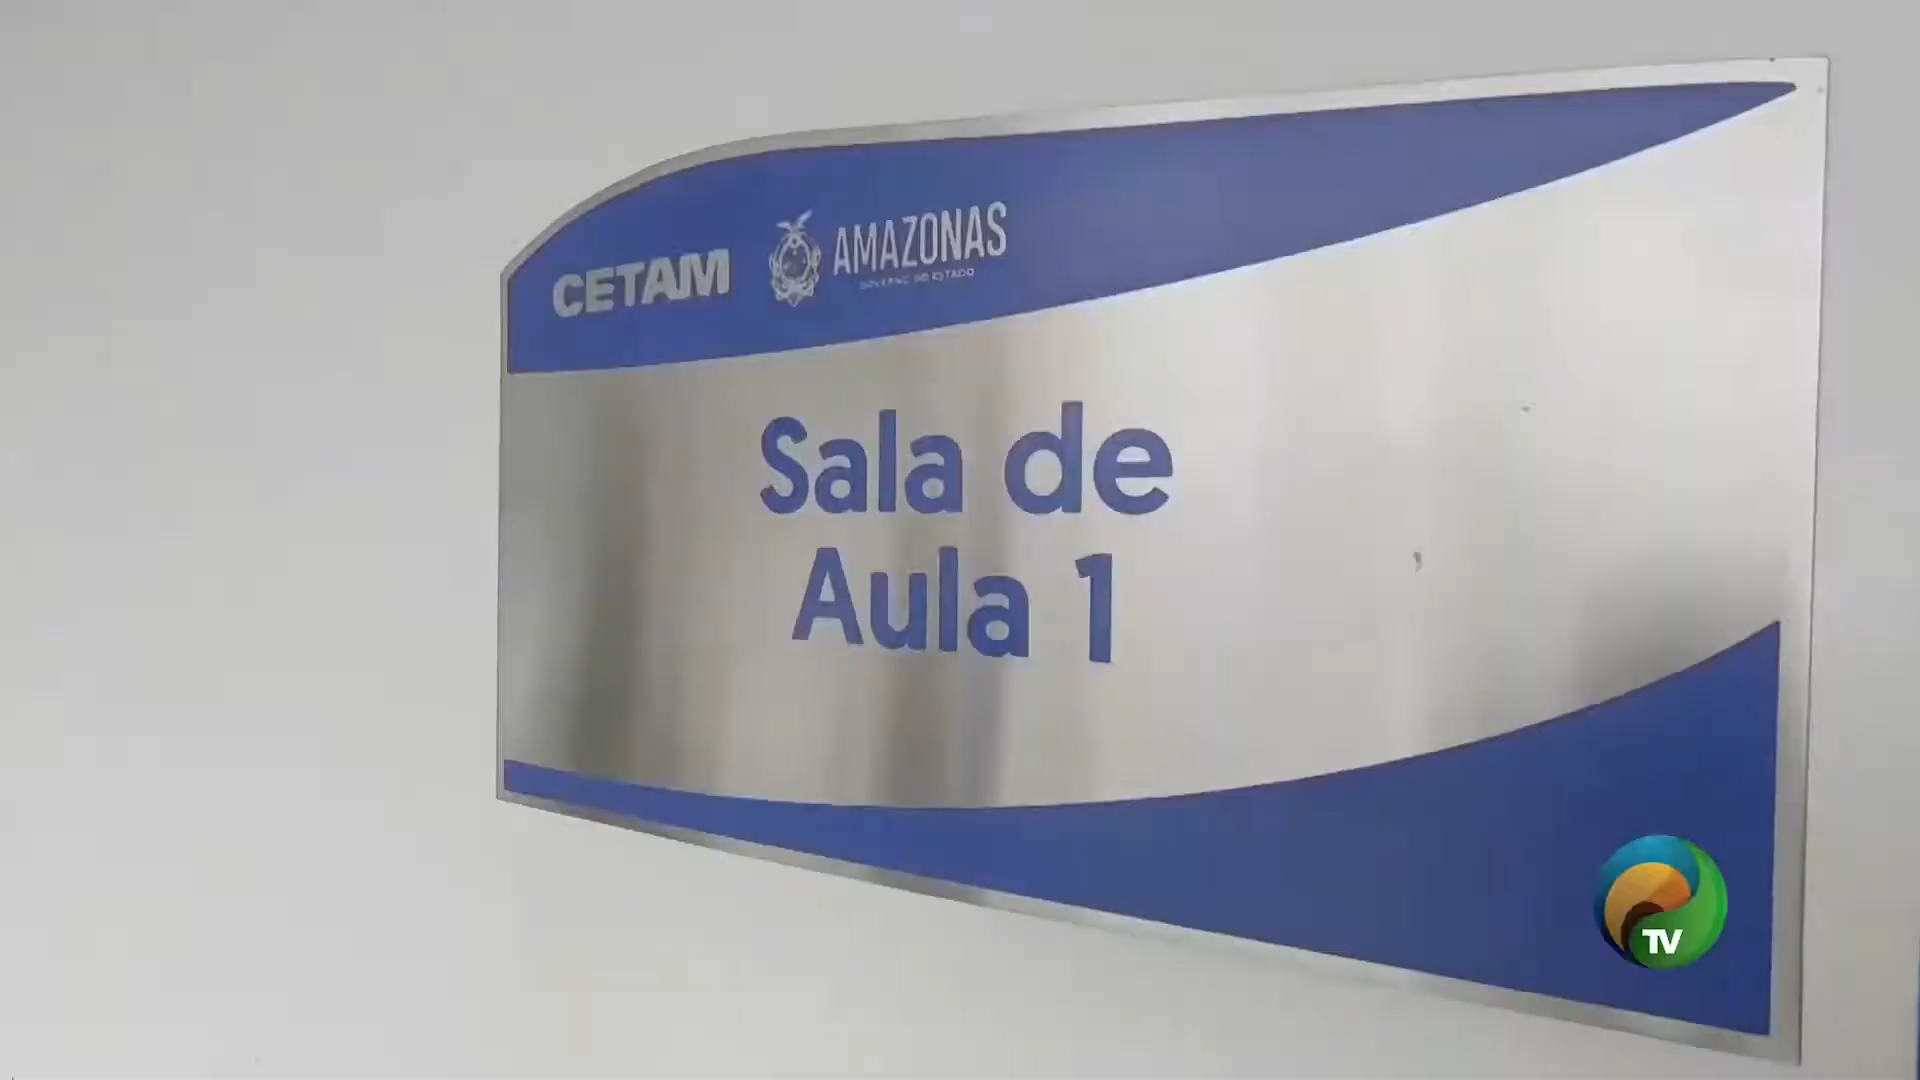 CETAM
AMAZONAS
GOVERNO DO ESTADO
Sala de
Aula 1
TV